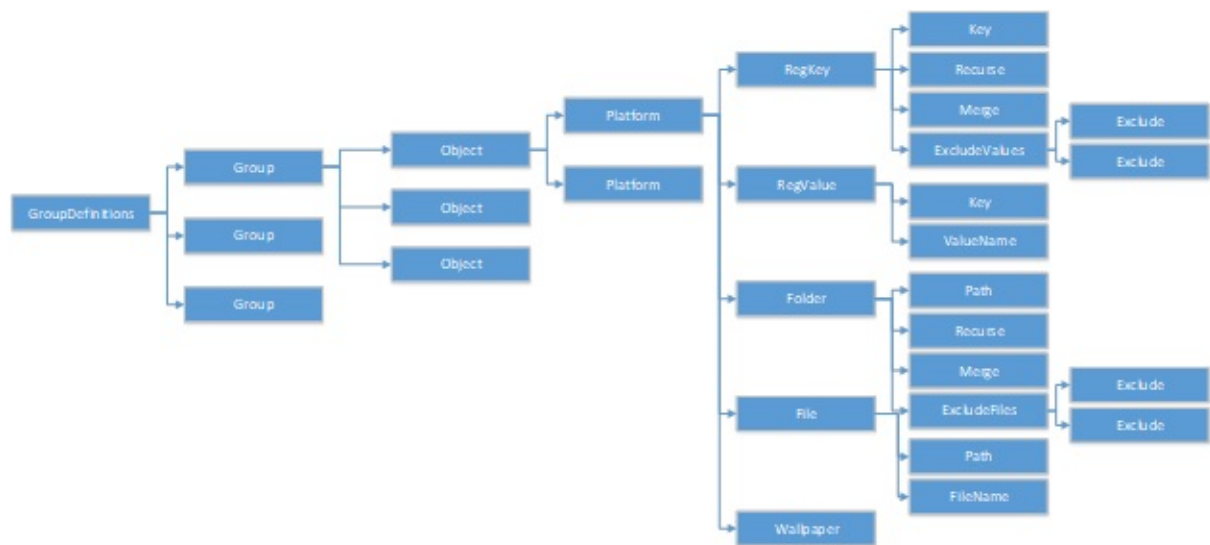 GroupDefinitions
Group
Group
Group
Object
Object
Object
Platform
Platform
RegKey
Key
Recurse
Merge
ExcludeValues
Exclude
Exclude
RegValue
Key
ValueName
Folder
Path
Recurse
Merge
ExcludeFiles
Exclude
Exclude
File
Path
FileName
Wallpaper